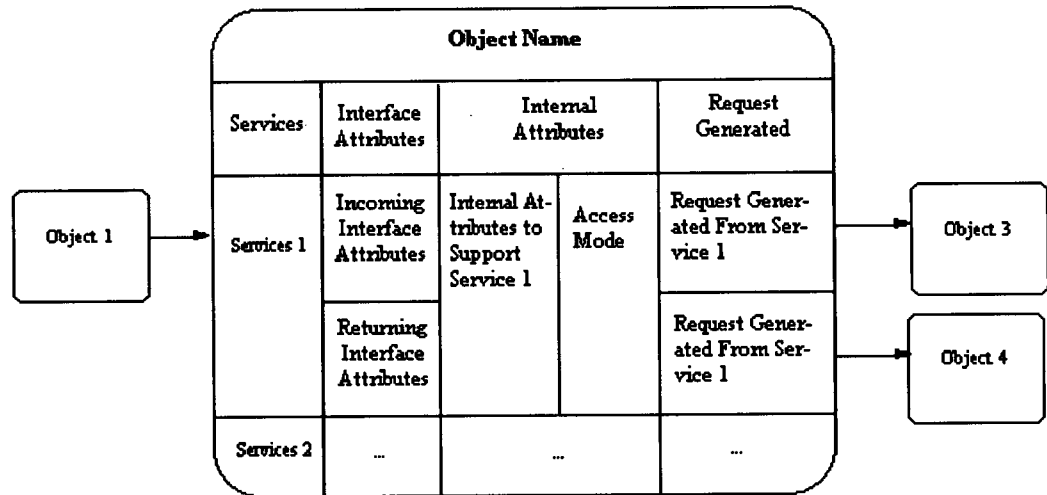 Object Name
Services
Interface
Attributes
Internal
Attributes
Request
Generated
Object 1
Services 1
Incoming
Interface
Attributes
Returning
Interface
Attributes
Internal At-
tributes to
Support
Service 1
Access
Mode
Request Gener-
ated From Ser-
vice 1
Request Gener-
ated From Ser-
vice 1
Object 3
Object 4
Services 2
...
...
...